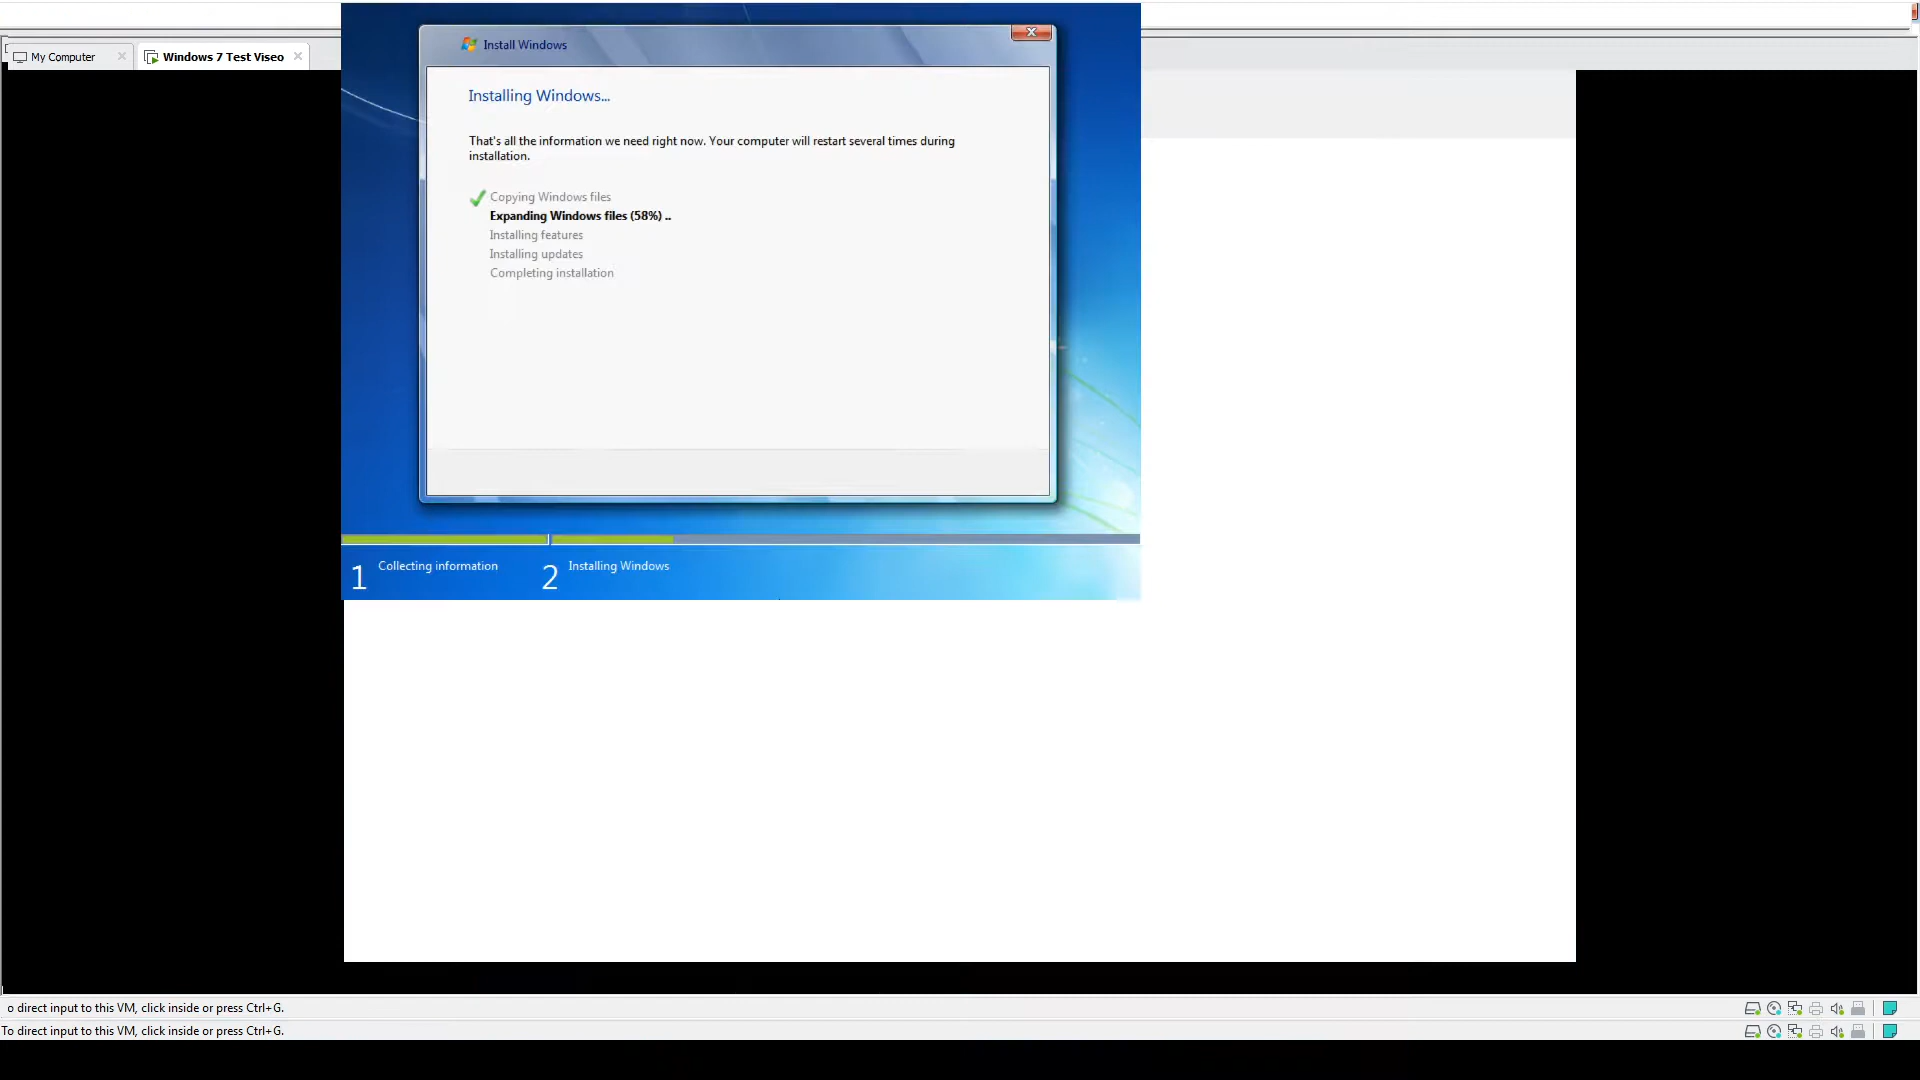 Install Windows
My Computer
Windows 7 Test Viseo
Installing Windows...
That's all the information we need right now. Your computer will restart several times during
installation.
Copying Windows files
Expanding Windows files (58%) ..
Installing features
Installing updates
Completing installation
1 Collecting information 2 Installing Windows
o direct input to this VM, click inside or press Ctrl+G.
To direct input to this VM, click inside or press Ctrl+G.